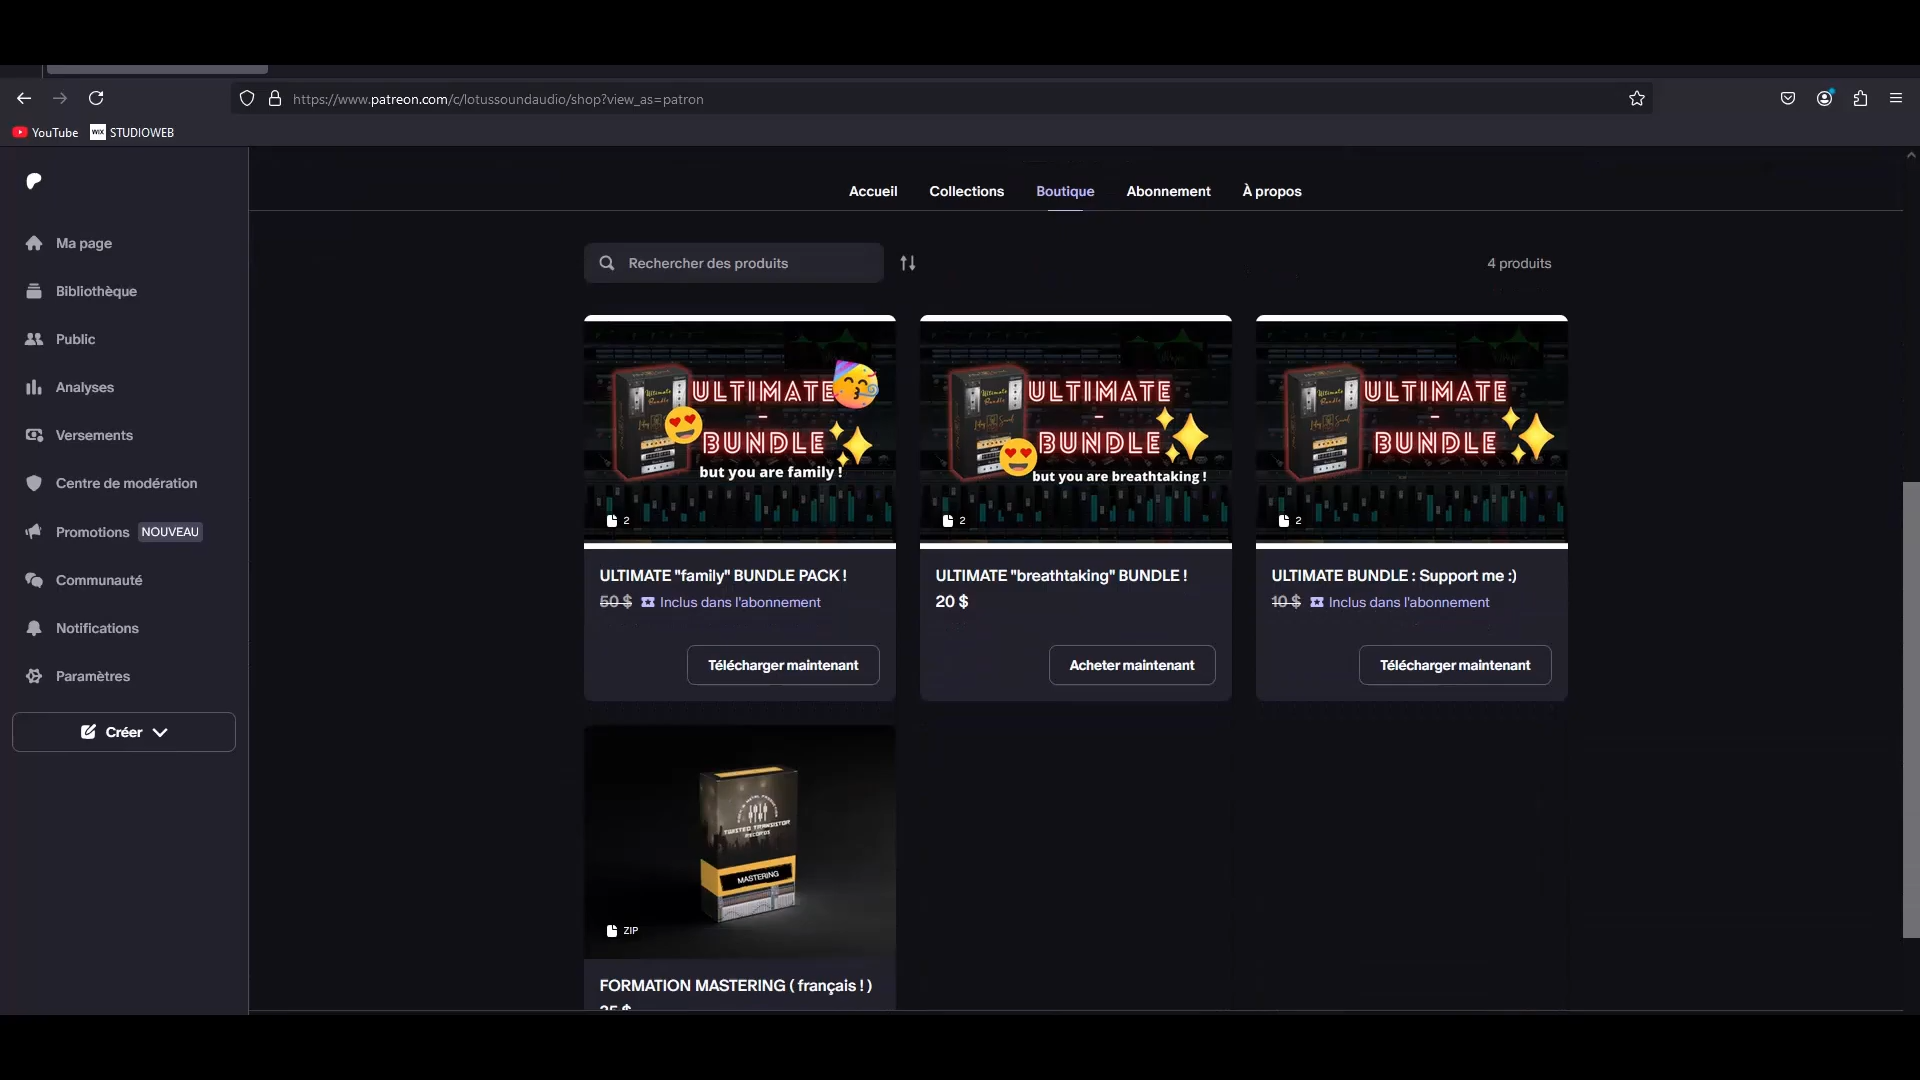 https://www.patreon.com/c/lotussoundaudio/shop?view_as=patron
YouTube
WIX STUDIOWEB
Accueil
Collections
Boutique
Abonnement
À propos
Ma page
Bibliothèque
Public
Analyses
Versements
Centre de modération
Promotions NOUVEAU
Communauté
Notifications
Paramètres
Créer
Rechercher des produits
4 produits
ULTIMATE
-
BUNDLE
but you are family !
2
ULTIMATE "family" BUNDLE PACK !
50 $ Inclus dans l'abonnement
Télécharger maintenant
ULTIMATE
-
BUNDLE
but you are breathtaking !
2
ULTIMATE "breathtaking" BUNDLE !
20 $
Acheter maintenant
ULTIMATE
-
BUNDLE
2
ULTIMATE BUNDLE : Support me :)
10 $ Inclus dans l'abonnement
Télécharger maintenant
TWISTED TRANSISTOR
RECORDS
MASTERING
ZIP
FORMATION MASTERING ( français ! )